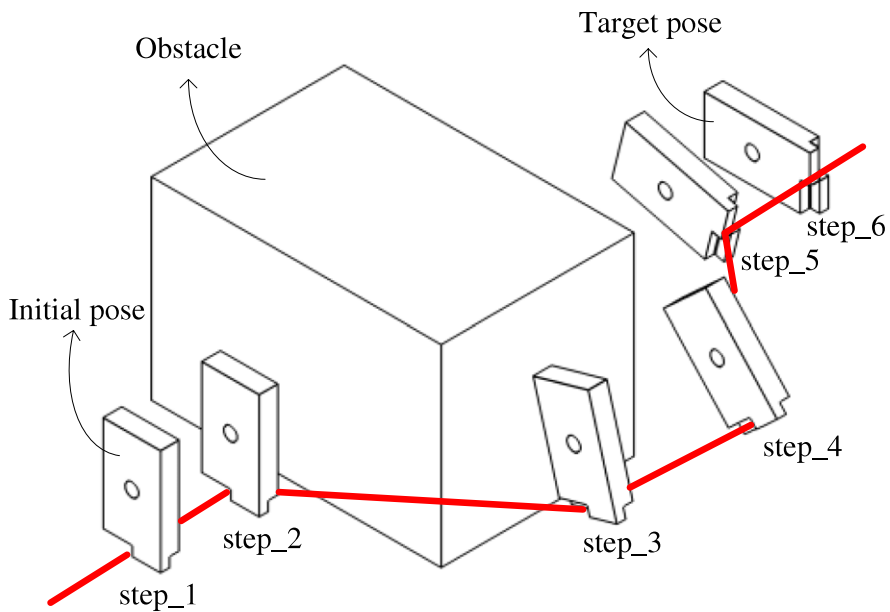 Target pose
Obstacle
step_6
step_5
Initial pose
step_4
step_3
step_2
step_1